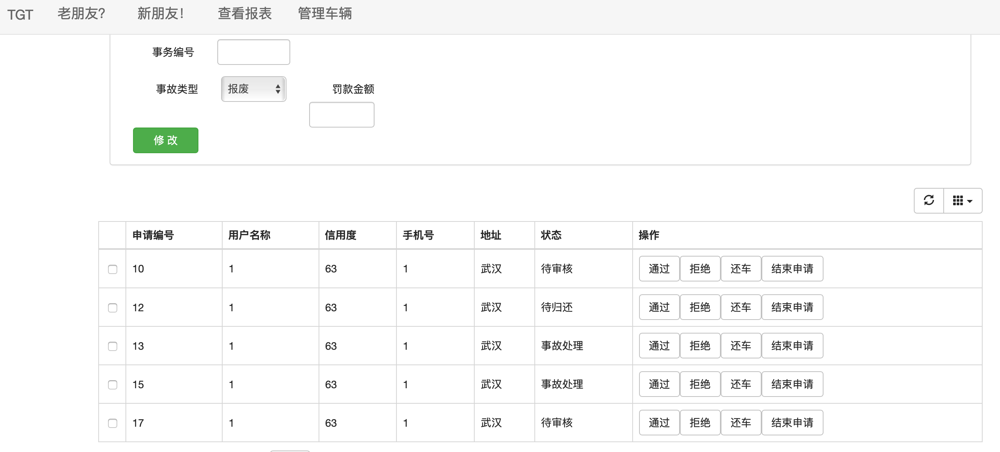 TGT 老朋友? 新朋友! 查看报表 管理车辆
事务编号
事故类型 报废 罚款金额
修 改
申请编号 用户名称 信用度 手机号 地址 状态 操作
10 1 63 1 武汉 待审核 通过 拒绝 还车 结束申请
12 1 63 1 武汉 待归还 通过 拒绝 还车 结束申请
13 1 63 1 武汉 事故处理 通过 拒绝 还车 结束申请
15 1 63 1 武汉 事故处理 通过 拒绝 还车 结束申请
17 1 63 1 武汉 待审核 通过 拒绝 还车 结束申请